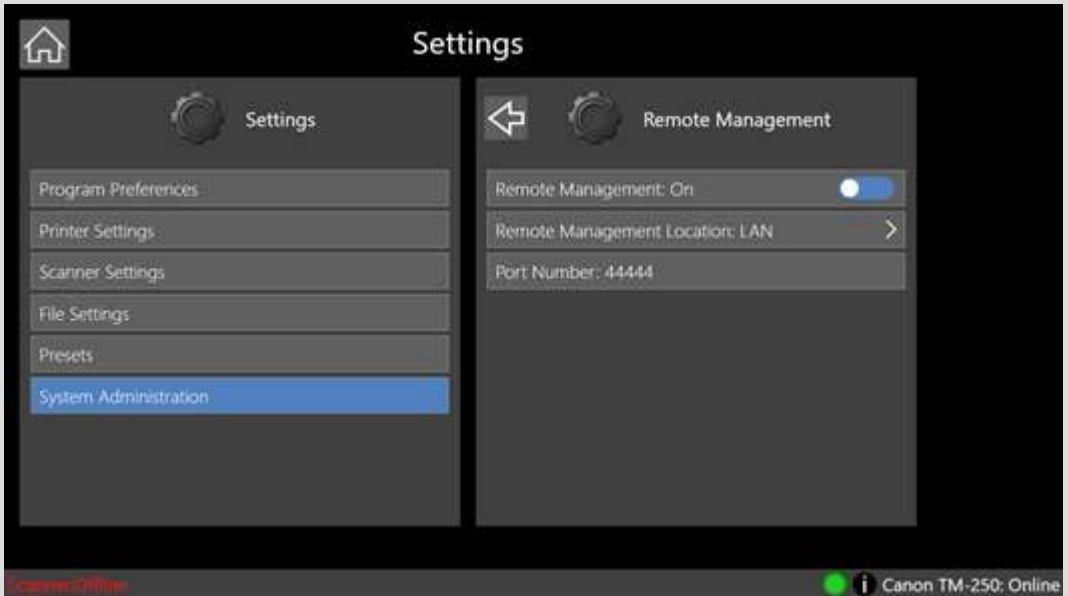 Settings
Settings
Program Preferences
Printer Settings
Scanner Settings
File Settings
Presets
System Administration
Remote Management
Remote Management: On
Remote Management Location: LAN
Port Number: 44444
Scanner:Offline
Canon TM-250: Online